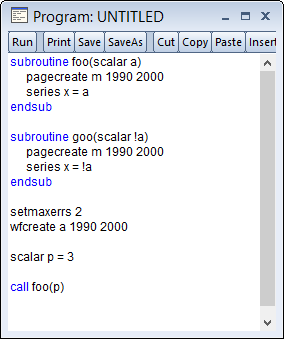 Program: UNTITLED
Run Print Save SaveAs Cut Copy Paste Insert
subroutine foo(scalar a)
pagecreate m 1990 2000
series x = a
endsub
subroutine goo(scalar !a)
pagecreate m 1990 2000
series x = !a
endsub
setmaxerrs 2
wfcreate a 1990 2000
scalar p = 3
call foo(p)